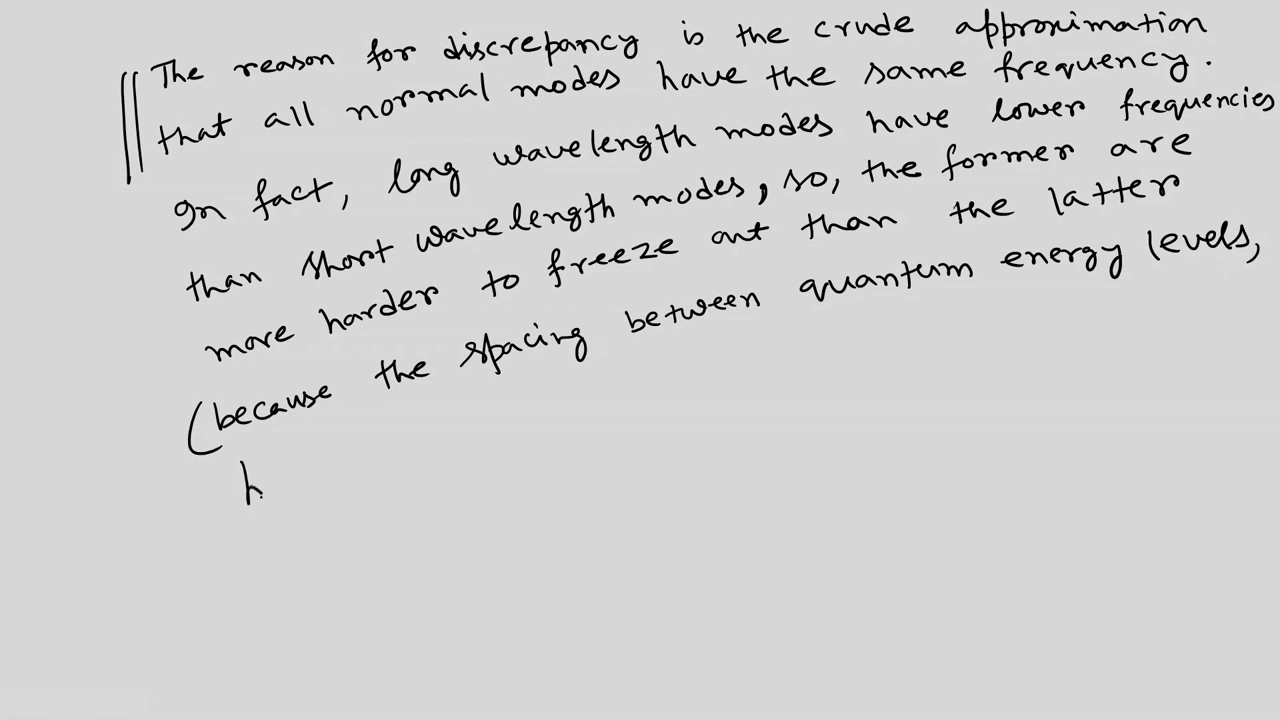 The reason for discrepancy is the crude approximation
that all normal modes have the same frequency.
In fact, long wavelength modes have lower frequencies
than short wavelength modes, so, the former are
more harder to freeze out than the latter
(because the spacing between quantum energy levels,
h